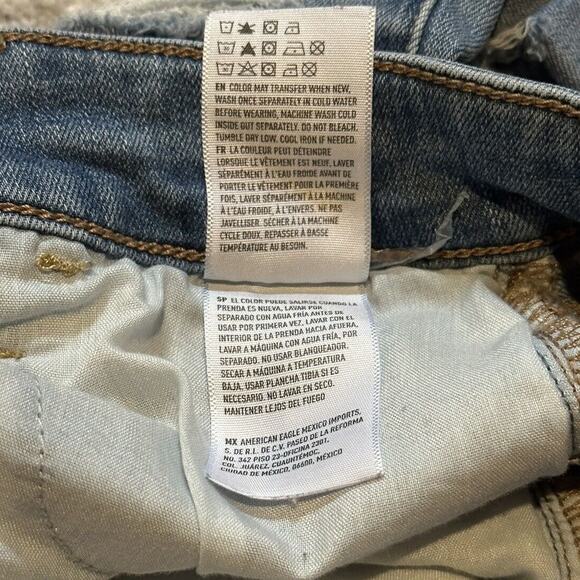 EN COLOR MAY TRANSFER WHEN NEW,
WASH ONCE SEPARATELY IN COLD WATER
BEFORE WEARING, MACHINE WASH COLD
INSIDE OUT SEPARATELY. DO NOT BLEACH.
TUMBLE DRY LOW. COOL IRON IF NEEDED.
FR LA COULEUR PEUT DÉTEINDRE
LORSQUE LE VÊTEMENT EST NEUF, LAVER
SÉPARÉMENT À L'EAU FROIDE AVANT DE
PORTER LE VÊTEMENT POUR LA PREMIÈRE
FOIS, LAVER SÉPARÉMENT À LA MACHINE
À L'EAU FROIDE, À L'ENVERS. NE PAS
JAVELLISER. SÉCHER À LA MACHINE
CYCLE DOUX, REPASSER À BASSE
TEMPÉRATURE AU BESOIN.
SP EL COLOR PUEDE SALIRSE CUANDO LA
PRENDA ES NUEVA, LAVAR POR
SEPARADO CON AGUA FRÍA ANTES DE
USAR POR PRIMERA VEZ, LAVAR EN
INTERIOR DE LA PRENDA HACIA AFUERA,
LAVAR A MÁQUINA CON AGUA FRÍA POR
SEPARADO. NO USAR BLANQUEADOR.
SECAR A MÁQUINA A TEMPERATURA
BAJA, USAR PLANCHA TIBIA SI ES
NECESARIO. NO LAVAR EN SECO.
MANTENER LEJOS DEL FUEGO
MX AMERICAN EAGLE MEXICO IMPORTS,
S. DE R.L. DE C.V. PASEO DE LA REFORMA
NO. 342 PISO 23-OFICINA 2301,
COL. JUÁREZ, CUAUHTEMOC,
CIUDAD DE MÉXICO, 06600, MÉXICO